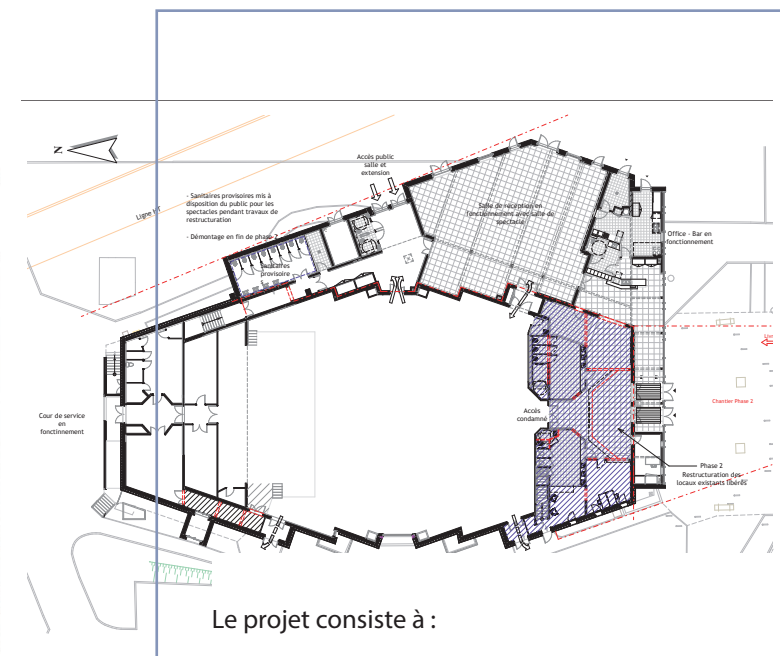 N
Accès public
salle et
extension
- Sanitaires provisoires mis à
disposition du public pour les
spectacles pendant travaux de
restructuration
- Démontage en fin de phase 2
Ligne HT
Sanitaires
provisoire
Salle de reception en
fonctionnement avec salle de
spectacle
Office - Bar en
fonctionnement
Cour de service
en
fonctinnement
Accès
condamné
Chantier Phase 2
Phase 2
Restructuration des
locaux existants libérés
Le projet consiste à :